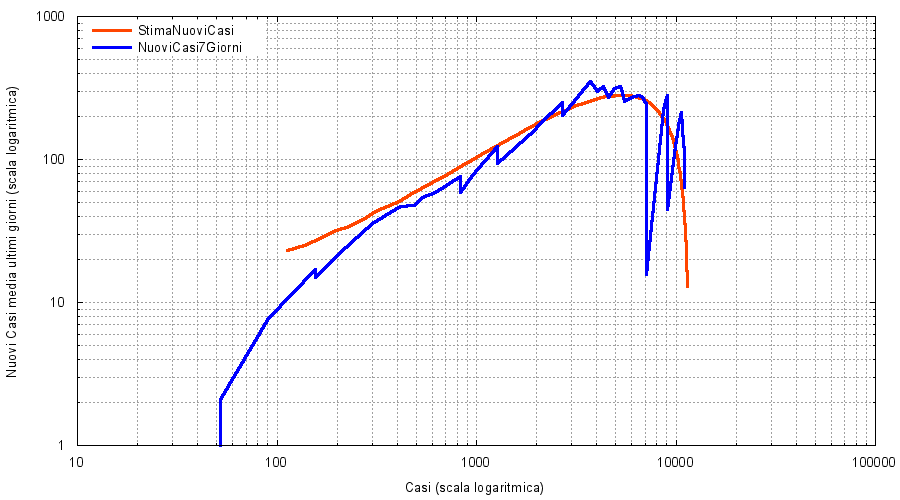 1000
StimaNuoviCasi
NuoviCasi7Giorni
100
10
1
10
100
1000
10000
100000
Nuovi Casi media ultimi giorni (scala logaritmica)
Casi (scala logaritmica)